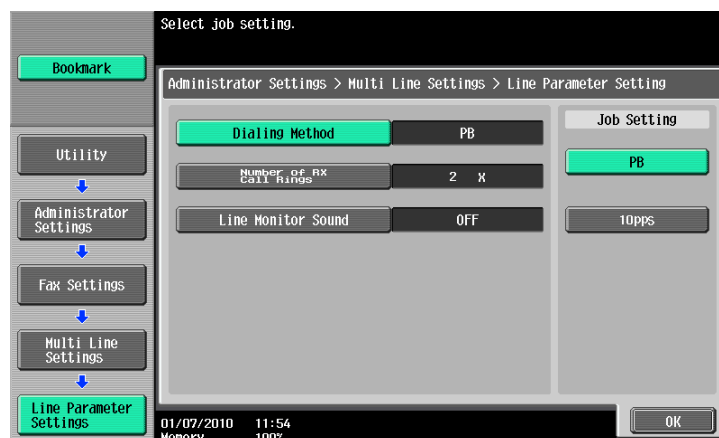 Select job setting.
Bookmark
Administrator Settings > Multi Line Settings > Line Parameter Setting
Utility
Administrator
Settings
Fax Settings
Multi Line
Settings
Line Parameter
Settings
Dialing Method
PB
Number of RX
Call Rings
2 X
Line Monitor Sound
OFF
Job Setting
PB
10pps
01/07/2010 11:54
Memory 100%
OK